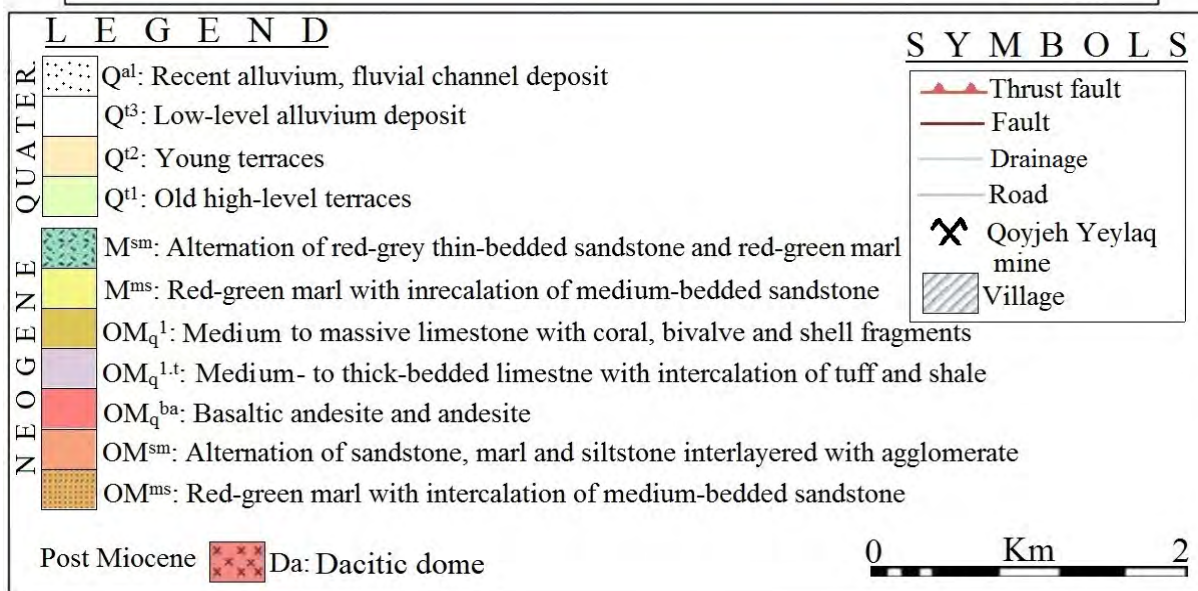 L E G E N D
QUATER
Qal: Recent alluvium, fluvial channel deposit
Qt3: Low-level alluvium deposit
Qt2: Young terraces
Qt1: Old high-level terraces
NEOGENE
Msm: Alternation of red-grey thin-bedded sandstone and red-green marl
Mms: Red-green marl with inrecalation of medium-bedded sandstone
OMq1: Medium to massive limestone with coral, bivalve and shell fragments
OMq1.t: Medium- to thick-bedded limestne with intercalation of tuff and shale
OMqba: Basaltic andesite and andesite
OMsm: Alternation of sandstone, marl and siltstone interlayered with agglomerate
OMms: Red-green marl with intercalation of medium-bedded sandstone
Post Miocene Da: Dacitic dome
S Y M B O L S
Thrust fault
Fault
Drainage
Road
Qoyjeh Yeylaq
mine
Village
0 Km 2